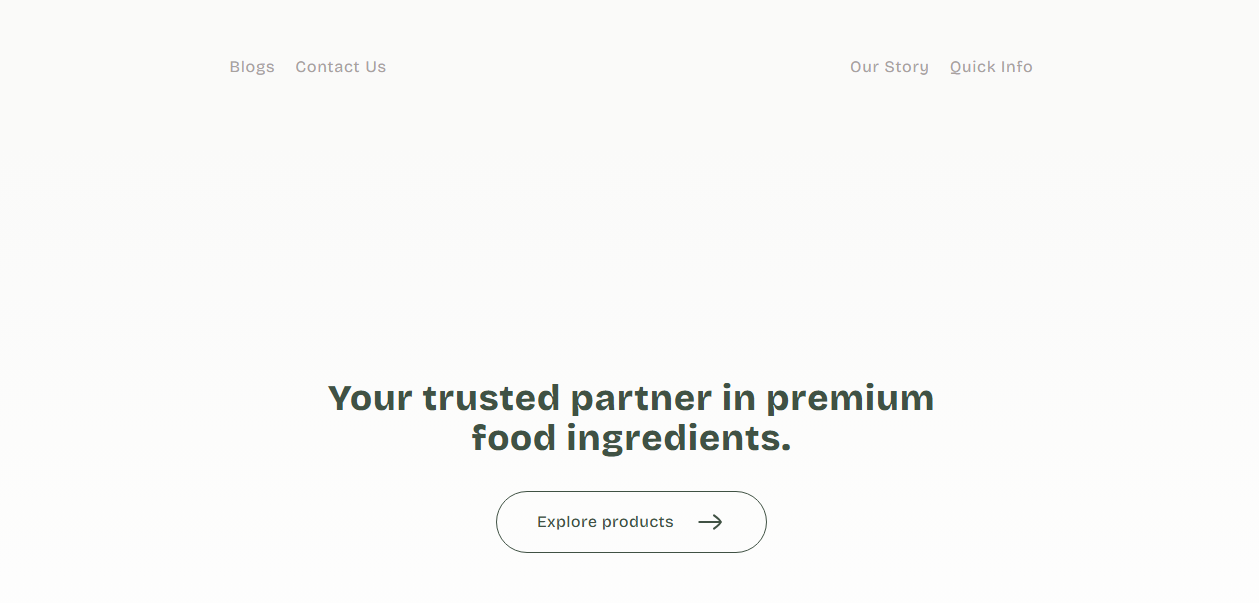 Blogs Contact Us Our Story Quick Info
Your trusted partner in premium
food ingredients.
Explore products